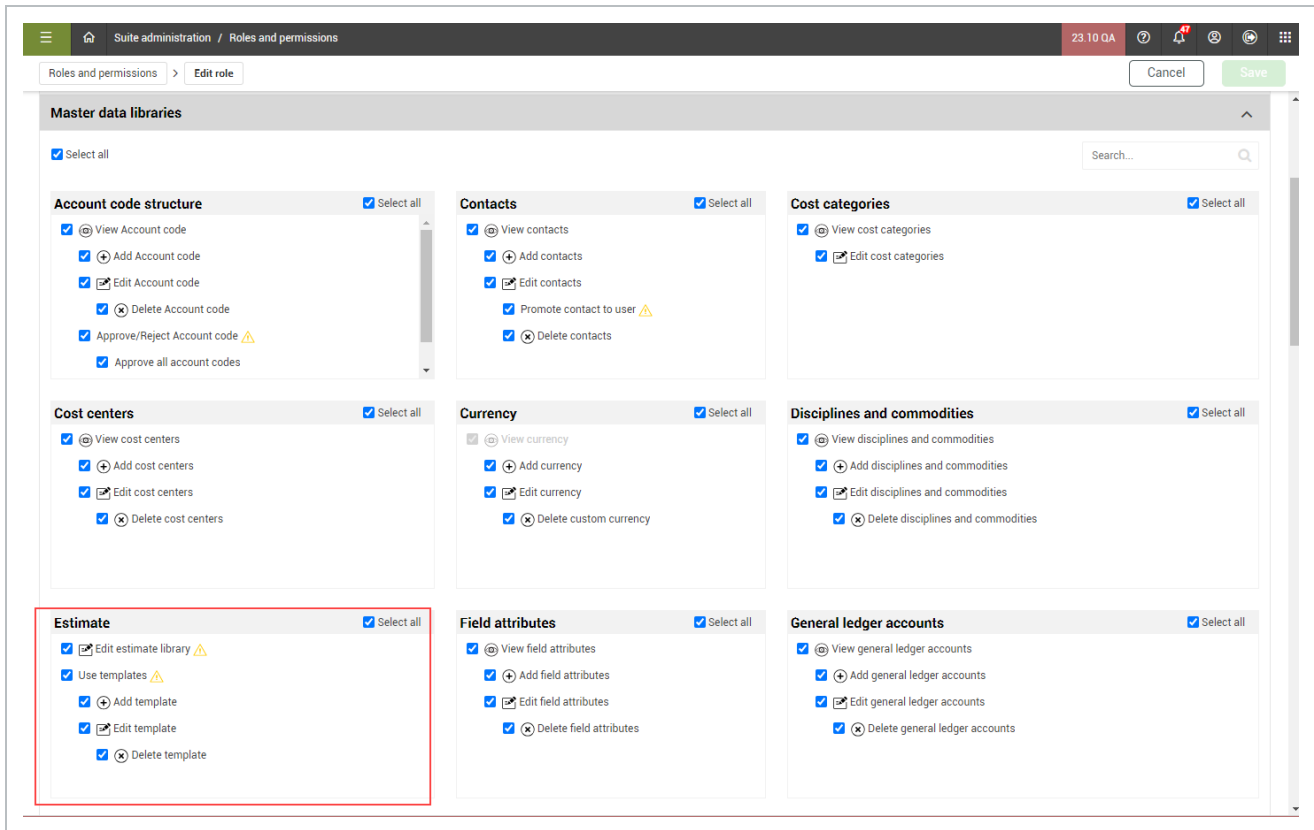 Suite administration / Roles and permissions
23.10 QA
47
Roles and permissions > Edit role
Cancel
Save
Master data libraries
Select all
Search...
Account code structure
Select all
View Account code
Add Account code
Edit Account code
Delete Account code
Approve/Reject Account code
Approve all account codes
Contacts
Select all
View contacts
Add contacts
Edit contacts
Promote contact to user
Delete contacts
Cost categories
Select all
View cost categories
Edit cost categories
Cost centers
Select all
View cost centers
Add cost centers
Edit cost centers
Delete cost centers
Currency
Select all
View currency
Add currency
Edit currency
Delete custom currency
Disciplines and commodities
Select all
View disciplines and commodities
Add disciplines and commodities
Edit disciplines and commodities
Delete disciplines and commodities
Estimate
Select all
Edit estimate library
Use templates
Add template
Edit template
Delete template
Field attributes
Select all
View field attributes
Add field attributes
Edit field attributes
Delete field attributes
General ledger accounts
Select all
View general ledger accounts
Add general ledger accounts
Edit general ledger accounts
Delete general ledger accounts